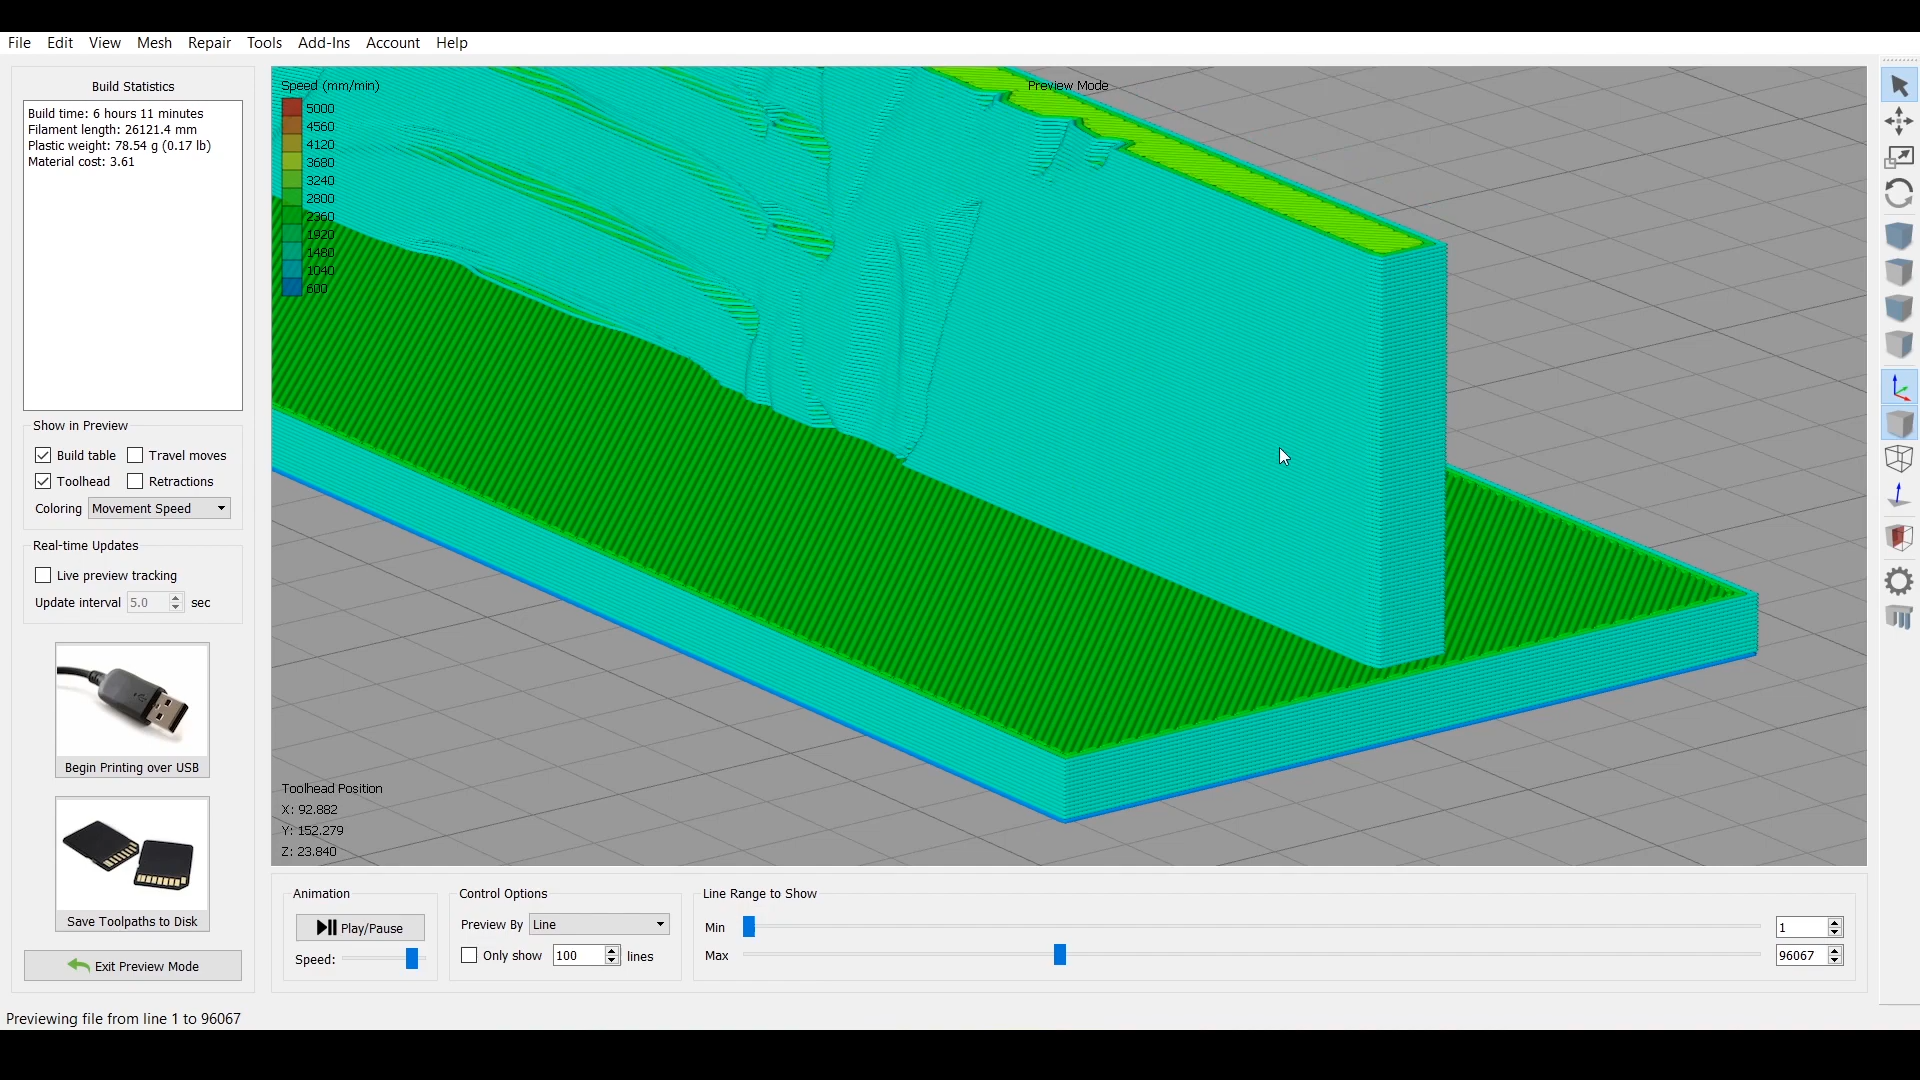 File Edit View Mesh Repair Tools Add-Ins Account Help
Build Statistics
Build time: 6 hours 11 minutes
Filament length: 26121.4 mm
Plastic weight: 78.54 g (0.17 lb)
Material cost: 3.61
Show in Preview
Build table Travel moves
Toolhead Retractions
Coloring Movement Speed
Real-time Updates
Live preview tracking
Update interval 5.0 sec
Begin Printing over USB
Save Toolpaths to Disk
Exit Preview Mode
Speed (mm/min)
5000
4560
4120
3680
3240
2800
2360
1920
1480
1040
600
Preview Mode
Toolhead Position
X: 92.882
Y: 152.279
Z: 23.840
Animation
Play/Pause
Speed:
Control Options
Preview By Line
Only show 100 lines
Line Range to Show
Min 1
Max 96067
Previewing file from line 1 to 96067